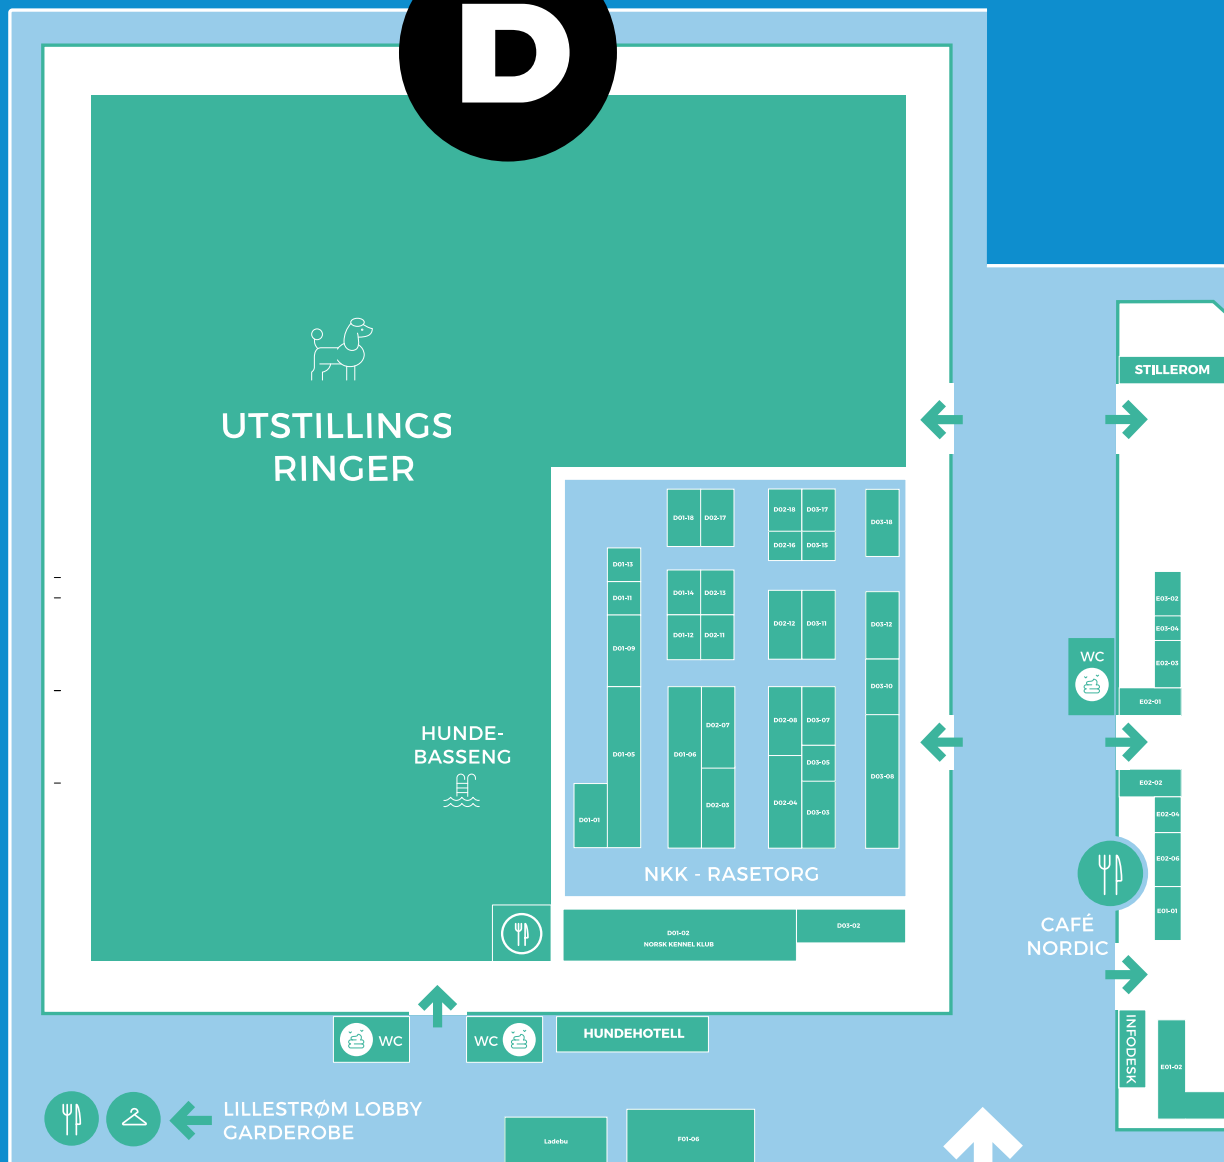 D
UTSTILLINGS
RINGER
STILLEROM
D01-18
D02-17
D02-18
D03-17
D03-18
D02-16
D03-15
D01-13
D01-11
D01-14
D02-13
D01-12
D02-11
D02-12
D03-11
D03-12
D01-09
D03-10
E03-02
E03-04
E02-03
WC
E02-01
HUNDE-
BASSENG
D01-05
D01-06
D02-07
D02-08
D03-07
D03-05
D03-08
D02-03
D02-04
D03-03
D01-01
E02-02
E02-04
E02-06
E01-01
NKK - RASETORG
CAFÉ
NORDIC
D01-02
NORSK KENNEL KLUB
D03-02
WC
WC
HUNDEHOTELL
INFODESK
E01-02
LILLESTRØM LOBBY
GARDEROBE
Ladebu
F01-06